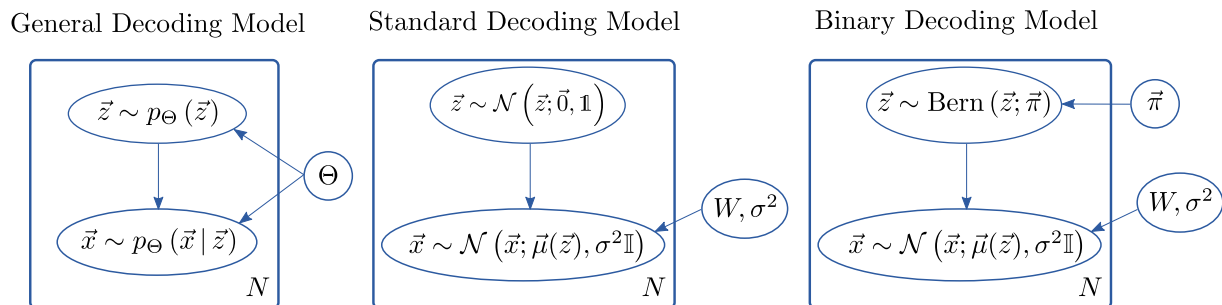 General Decoding Model
z⃗ ∼ p_Θ (z⃗)
Θ
x⃗ ∼ p_Θ (x⃗ | z⃗)
N
Standard Decoding Model
z⃗ ∼ 𝒩 (z⃗; 0⃗, 𝟙)
W, σ²
x⃗ ∼ 𝒩 (x⃗; μ⃗(z⃗), σ²𝕀)
N
Binary Decoding Model
z⃗ ∼ Bern (z⃗; π⃗)
π⃗
W, σ²
x⃗ ∼ 𝒩 (x⃗; μ⃗(z⃗), σ²𝕀)
N